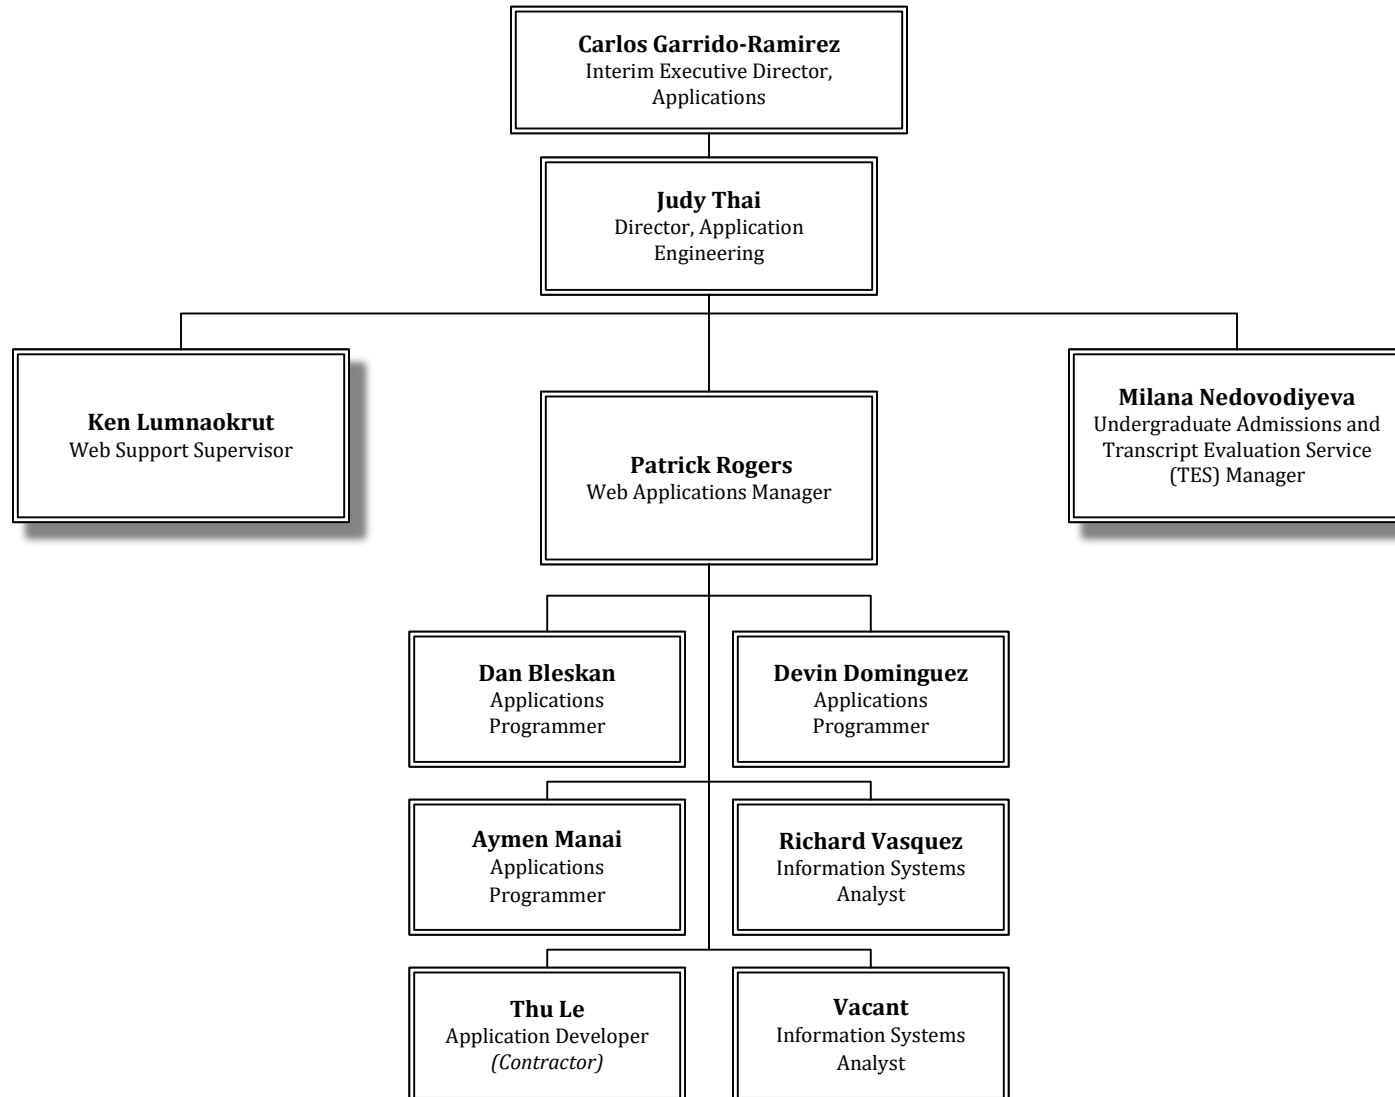 Carlos Garrido-Ramirez
Interim Executive Director,
Applications
Judy Thai
Director, Application
Engineering
Ken Lumnaokrut
Web Support Supervisor
Patrick Rogers
Web Applications Manager
Milana Nedovodiyeva
Undergraduate Admissions and
Transcript Evaluation Service
(TES) Manager
Dan Bleskan
Applications
Programmer
Devin Dominguez
Applications
Programmer
Aymen Manai
Applications
Programmer
Richard Vasquez
Information Systems
Analyst
Thu Le
Application Developer
(Contractor)
Vacant
Information Systems
Analyst